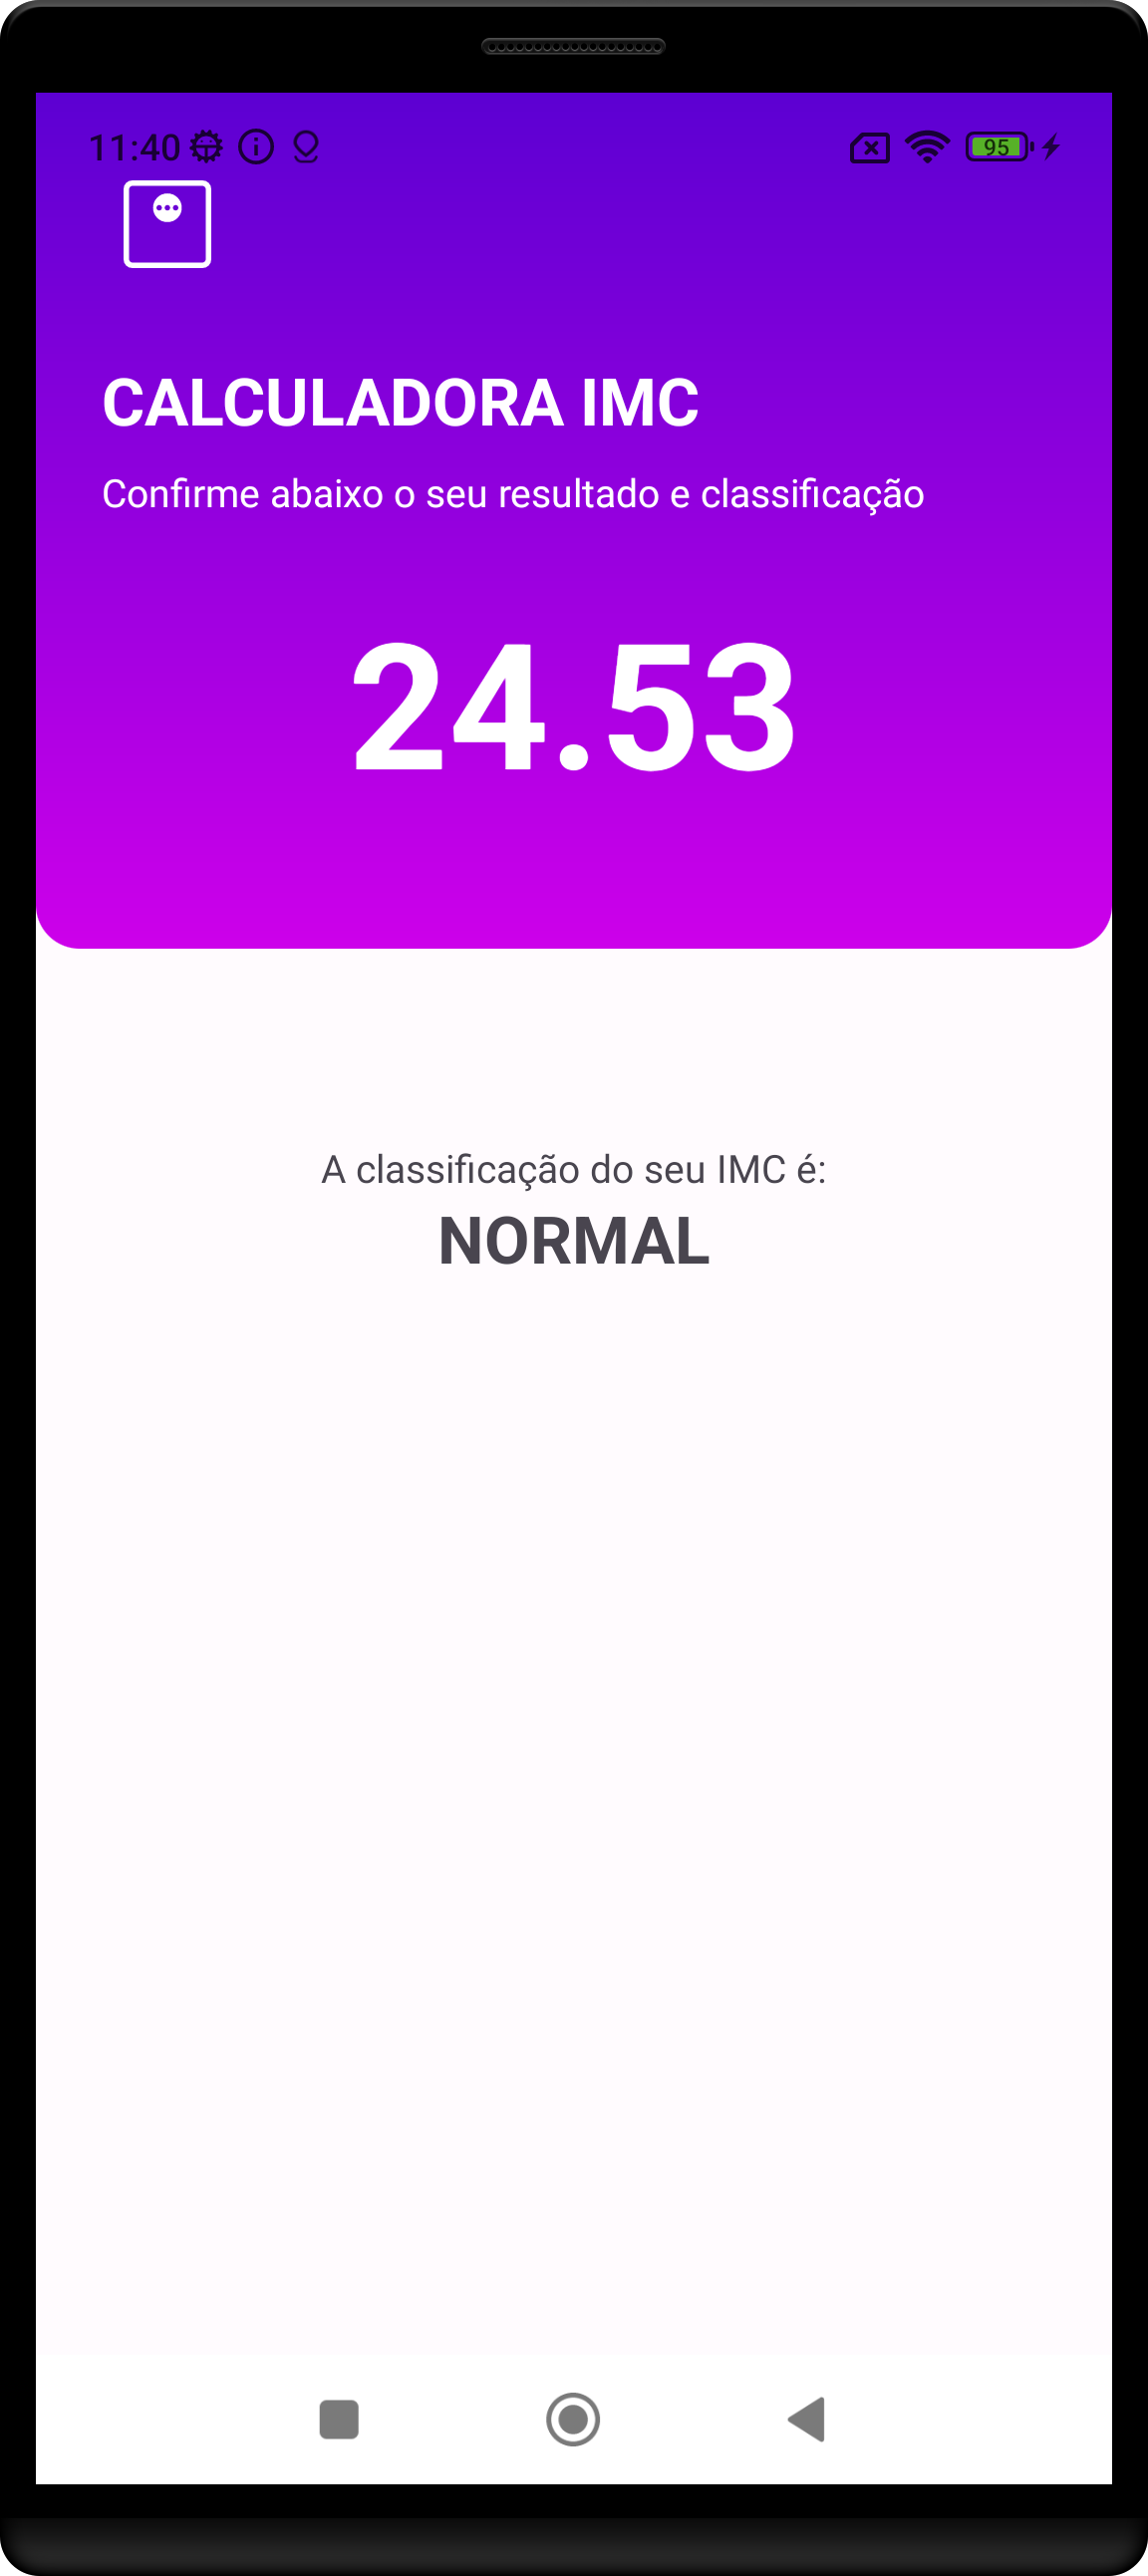 11:40
95
CALCULADORA IMC
Confirme abaixo o seu resultado e classificação
24.53
A classificação do seu IMC é:
NORMAL